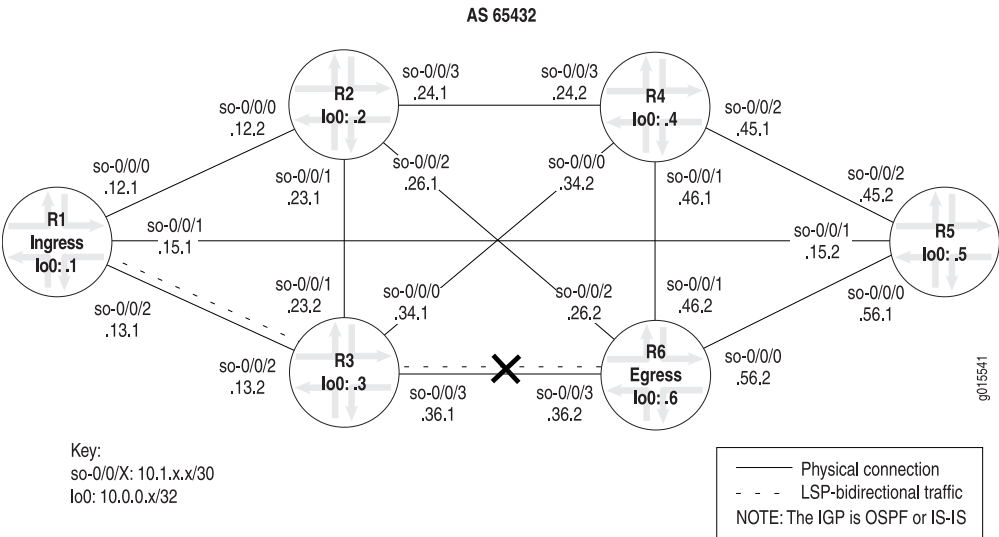 AS 65432
so-0/0/3
.24.1
so-0/0/3
.24.2
R2
lo0: .2
R4
lo0: .4
so-0/0/0
.12.2
so-0/0/2
.45.1
so-0/0/2
.26.1
so-0/0/0
.34.2
so-0/0/0
.12.1
so-0/0/1
.23.1
so-0/0/1
.46.1
so-0/0/2
.45.2
R1
Ingress
lo0: .1
so-0/0/1
.15.1
so-0/0/1
.15.2
R5
lo0: .5
so-0/0/2
.13.1
so-0/0/1
.23.2
so-0/0/0
.34.1
so-0/0/2
.26.2
so-0/0/1
.46.2
so-0/0/0
.56.1
so-0/0/2
.13.2
R3
lo0: .3
R6
Egress
lo0: .6
so-0/0/0
.56.2
so-0/0/3
.36.1
so-0/0/3
.36.2
g015541
Key:
so-0/0/X: 10.1.x.x/30
lo0: 10.0.0.x/32
Physical connection
LSP-bidirectional traffic
NOTE: The IGP is OSPF or IS-IS